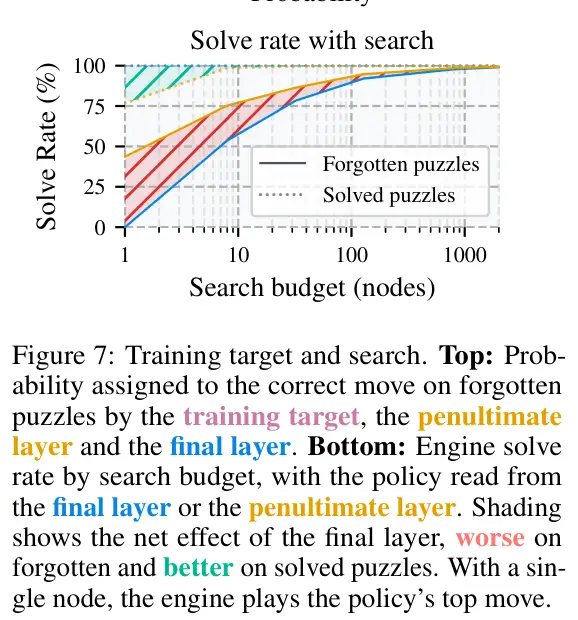 Probability
Solve rate with search
Solve Rate (%)
100
75
50
25
0
Forgotten puzzles
Solved puzzles
1
10
100
1000
Search budget (nodes)
Figure 7: Training target and search. Top: Prob-
ability assigned to the correct move on forgotten
puzzles by the training target, the penultimate
layer and the final layer. Bottom: Engine solve
rate by search budget, with the policy read from
the final layer or the penultimate layer. Shading
shows the net effect of the final layer, worse on
forgotten and better on solved puzzles. With a sin-
gle node, the engine plays the policy's top move.